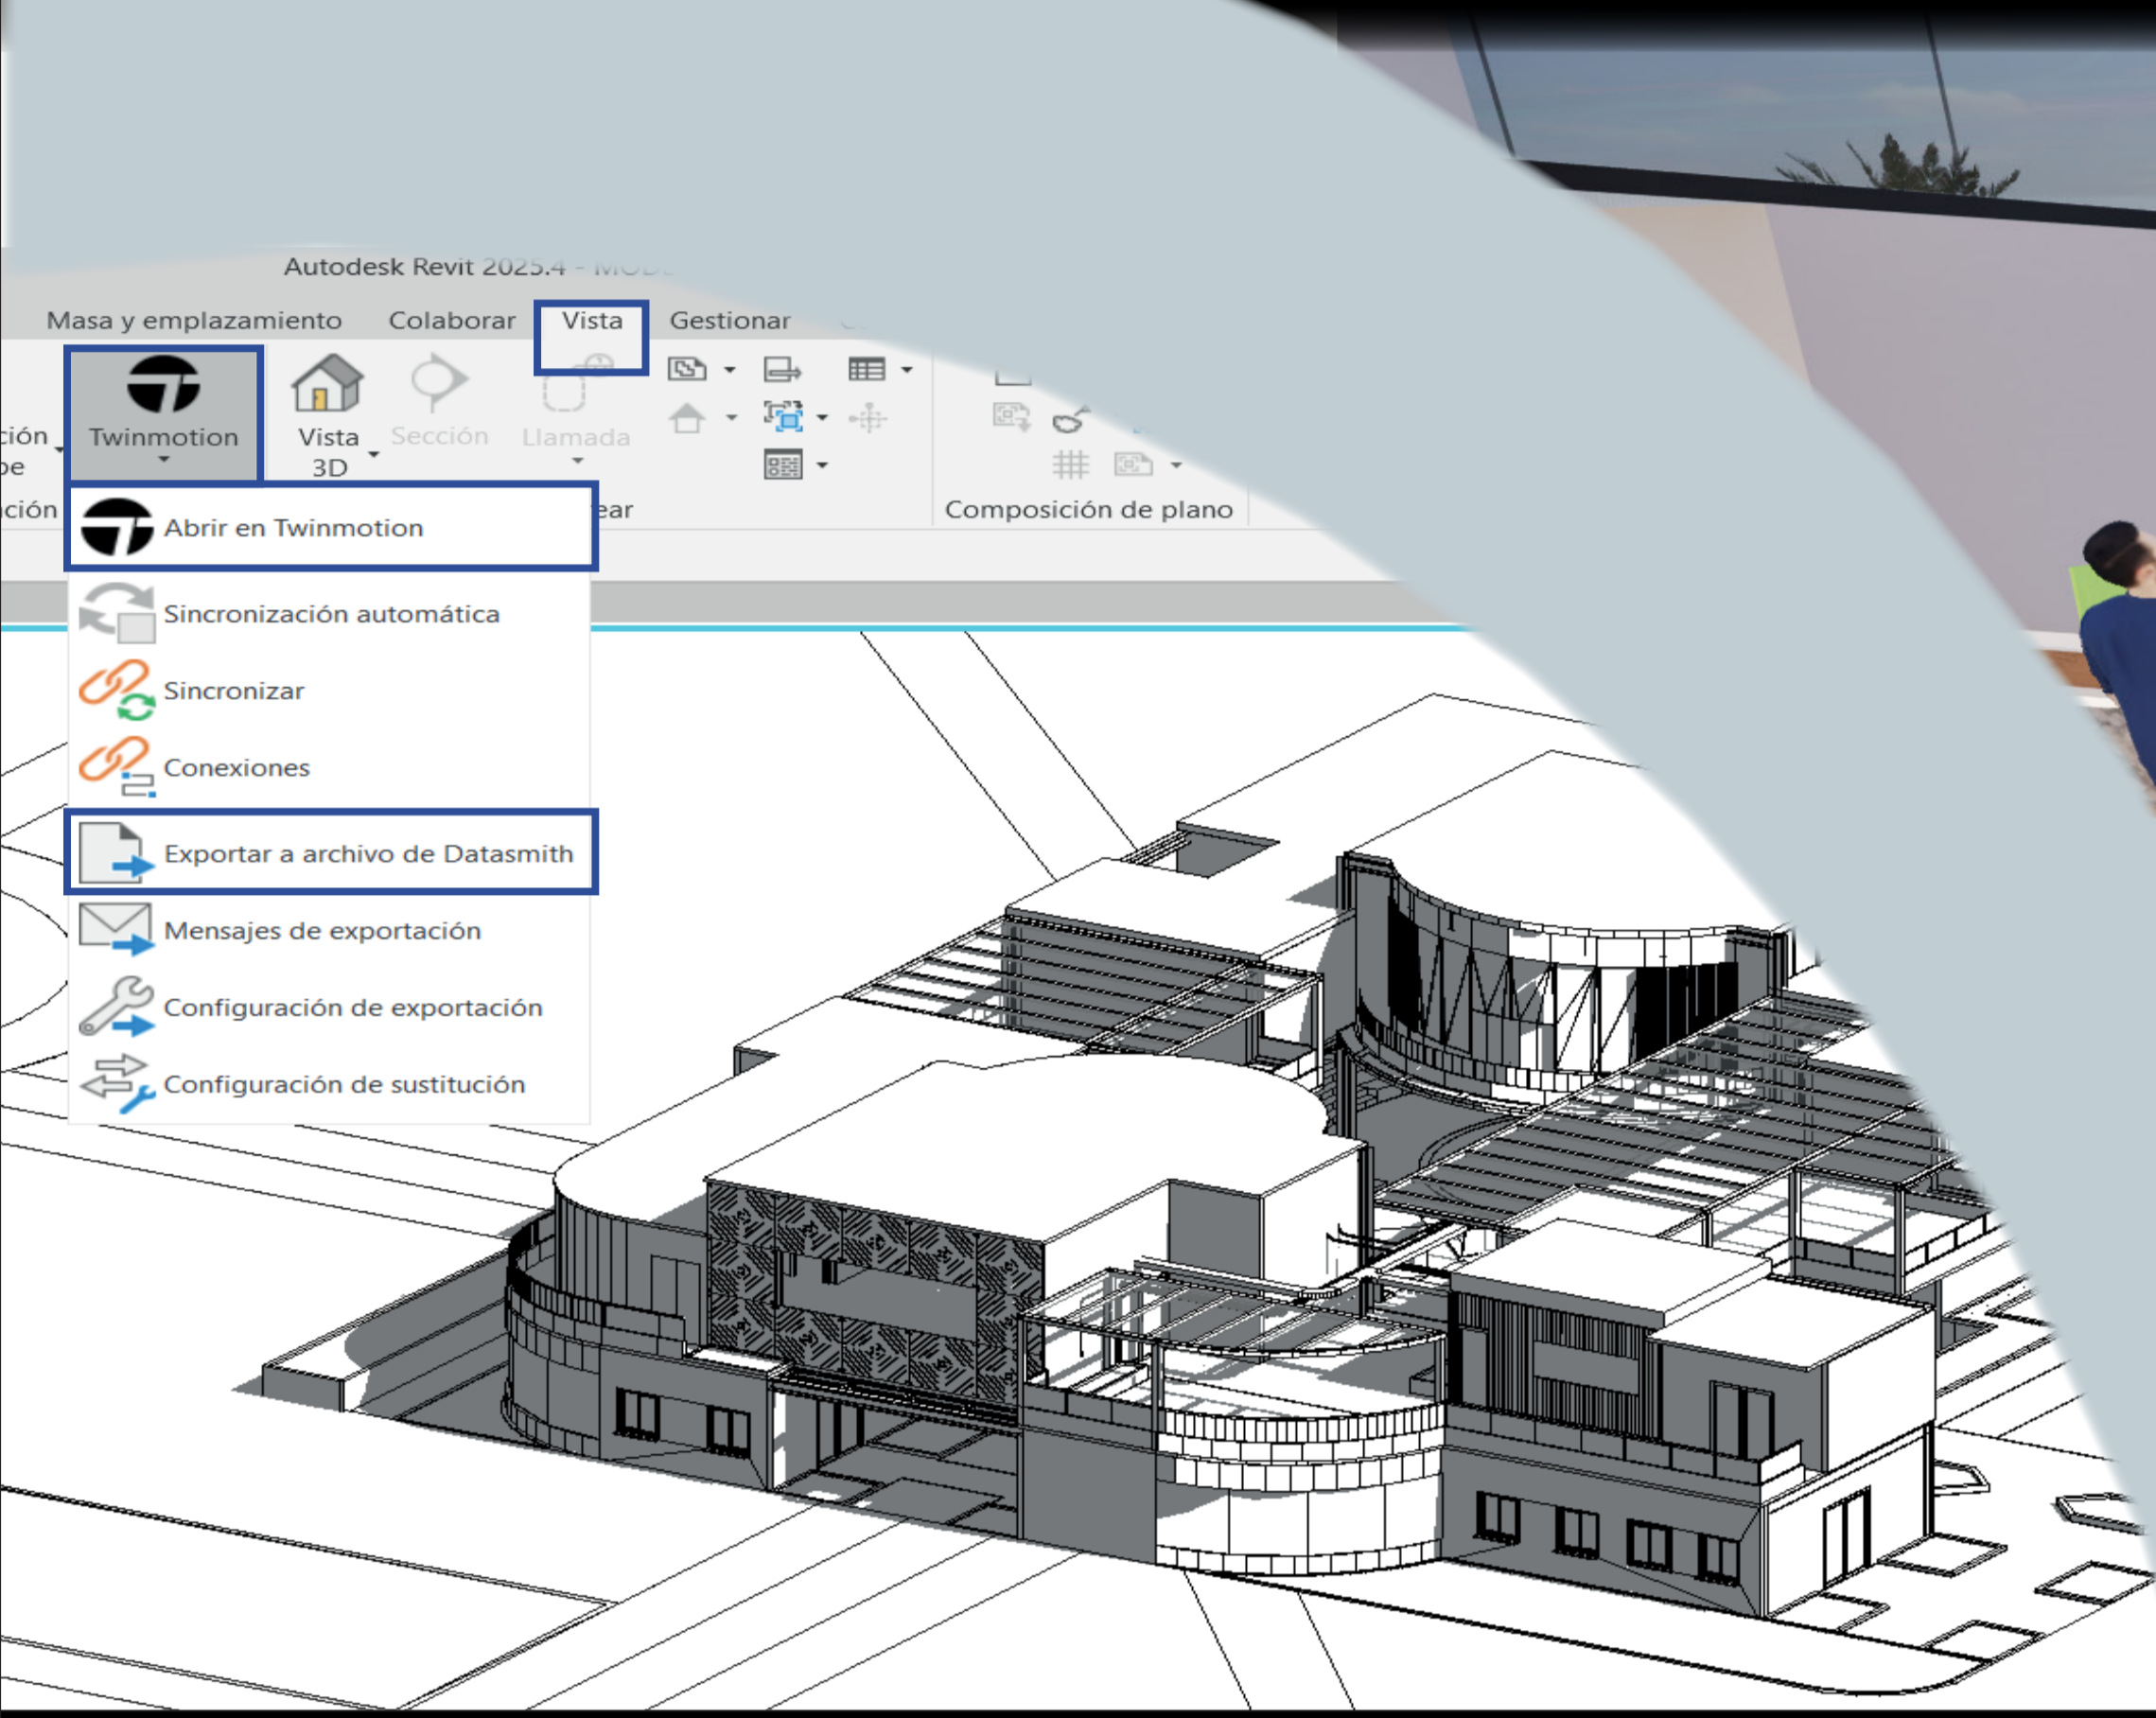 Autodesk Revit 2025.4 - MODE
Masa y emplazamiento Colaborar Vista Gestionar
Twinmotion
Vista
3D
Sección
Llamada
Composición de plano
Abrir en Twinmotion
Sincronización automática
Sincronizar
Conexiones
Exportar a archivo de Datasmith
Mensajes de exportación
Configuración de exportación
Configuración de sustitución